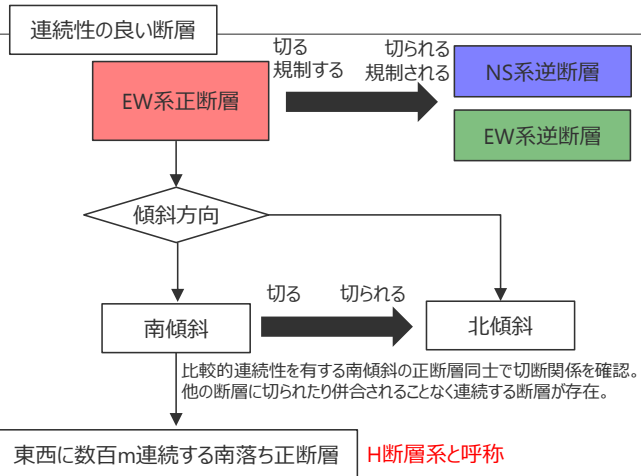 連続性の良い断層
切る
規制する
切られる
規制される
EW系正断層
NS系逆断層
EW系逆断層
傾斜方向
切る
切られる
南傾斜
北傾斜
比較的連続性を有する南傾斜の正断層同士で切断関係を確認。
他の断層に切られたり併合されることなく連続する断層が存在。
東西に数百m連続する南落ち正断層
H断層系と呼称